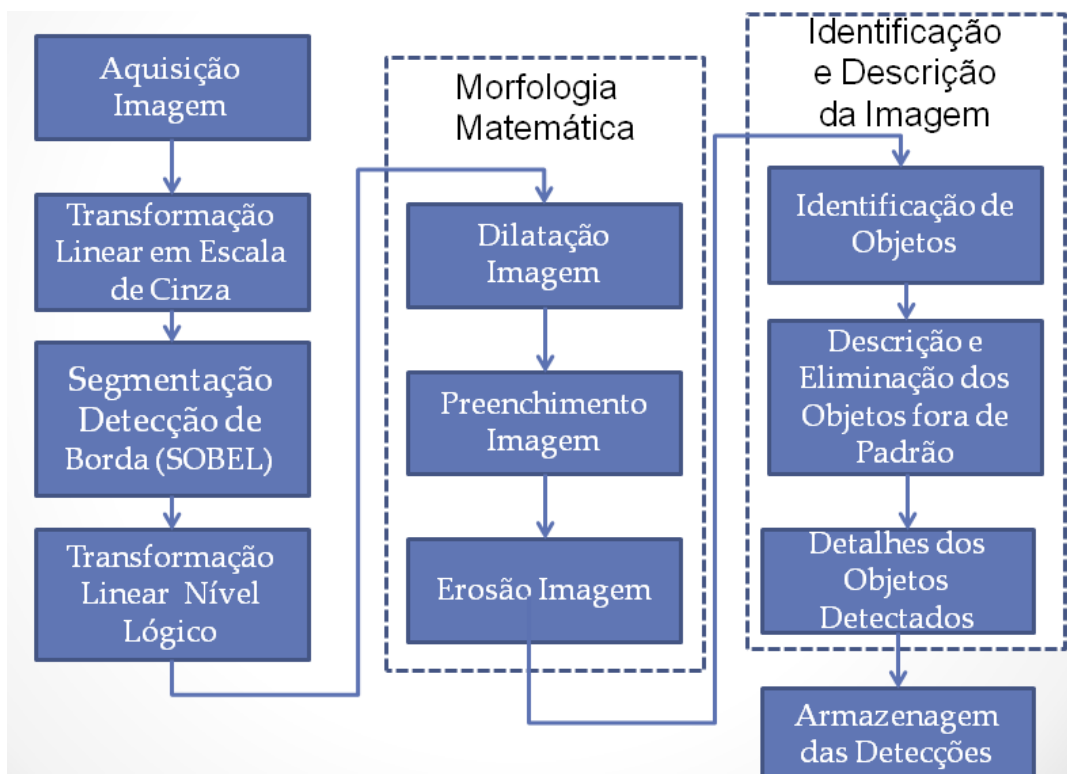 Aquisição
Imagem
Transformação
Linear em Escala
de Cinza
Segmentação
Detecção de
Borda (SOBEL)
Transformação
Linear Nível
Lógico
Morfologia
Matemática
Dilatação
Imagem
Preenchimento
Imagem
Erosão Imagem
Identificação
e Descrição
da Imagem
Identificação de
Objetos
Descrição e
Eliminação dos
Objetos fora de
Padrão
Detalhes dos
Objetos
Detectados
Armazenagem
das Detecções